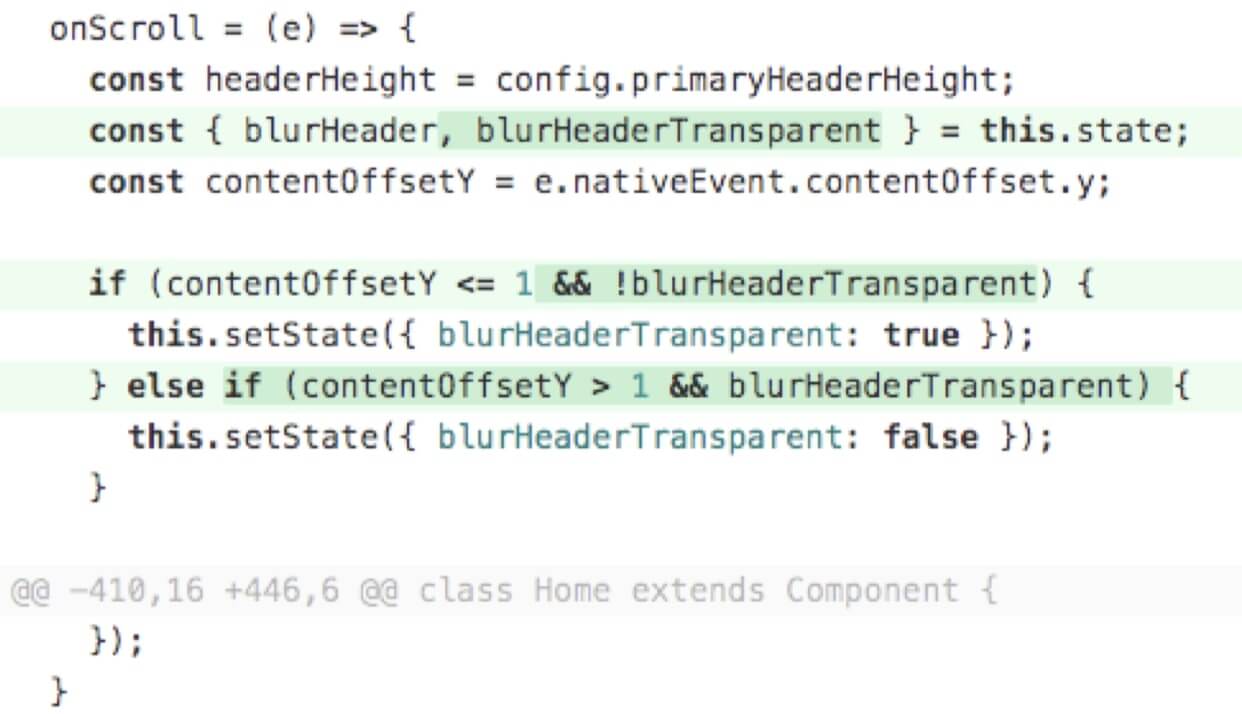 onScroll = (e) => {
const headerHeight = config.primaryHeaderHeight;
const { blurHeader, blurHeaderTransparent } = this.state;
const contentOffsetY = e.nativeEvent.contentOffset.y;
if (contentOffsetY <= 1 && !blurHeaderTransparent) {
this.setState({ blurHeaderTransparent: true });
} else if (contentOffsetY > 1 && blurHeaderTransparent) {
this.setState({ blurHeaderTransparent: false });
}
@@ -410,16 +446,6 @@ class Home extends Component {
});
}